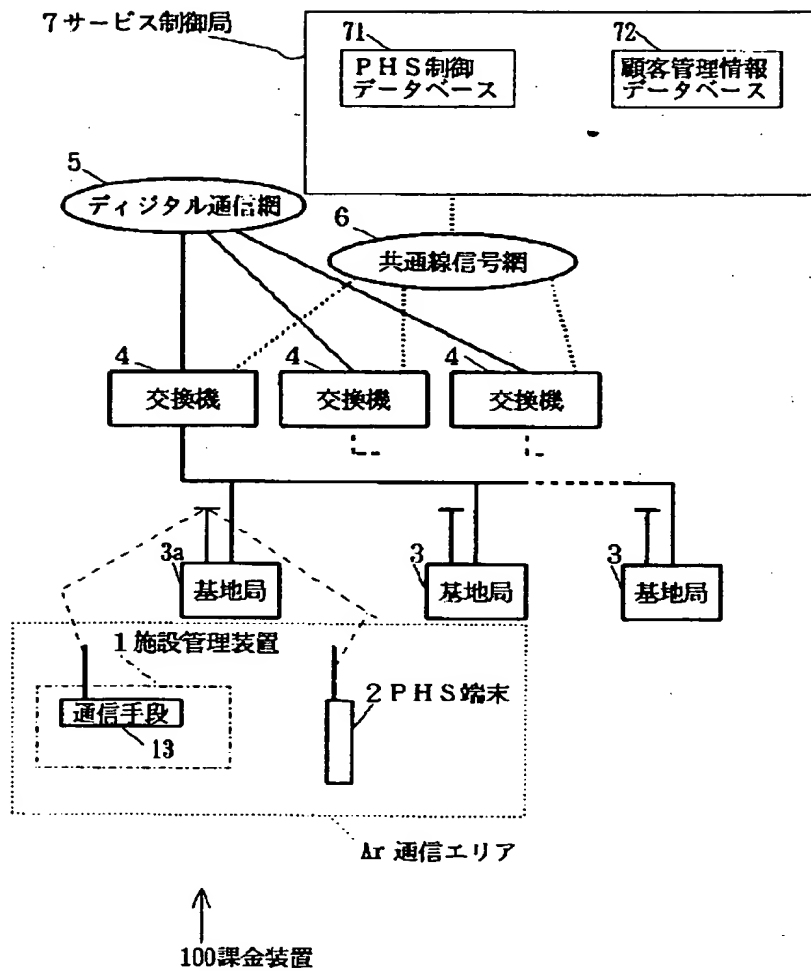 7サービス制御局
71
PHS制御
データベース
72
顧客管理情報
データベース
5
ディジタル通信網
6
共通線信号網
4
交換機
4
交換機
4
交換機
3a
基地局
3
基地局
3
基地局
1施設管理装置
通信手段
13
2PHS端末
Ar 通信エリア
100課金装置